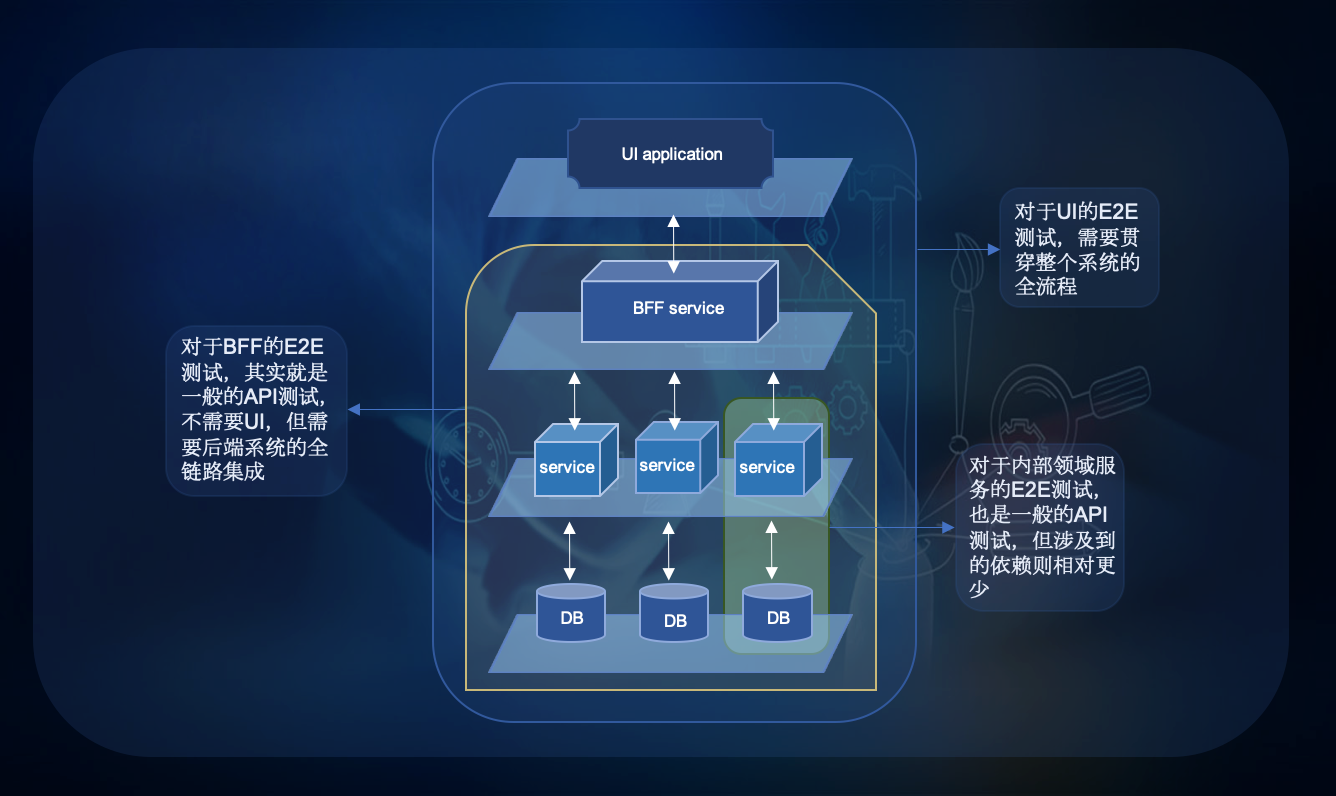 UI application
对于UI的E2E
测试，需要贯
穿整个系统的
全流程
BFF service
对于BFF的E2E
测试，其实就是
一般的API测试，
不需要UI，但需
要后端系统的全
链路集成
service
service
service
对于内部领域服
务的E2E测试，
也是一般的API
测试，但涉及到
的依赖则相对更
少
DB
DB
DB